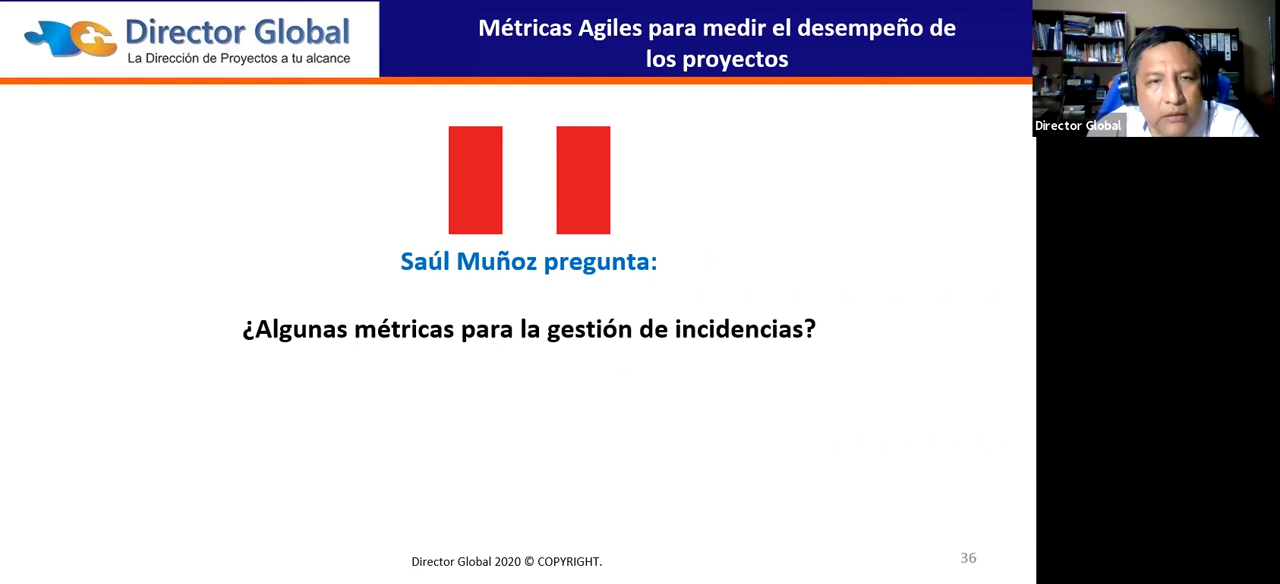 Director Global
La Dirección de Proyectos a tu alcance
Métricas Agiles para medir el desempeño de
los proyectos
Director Global
Saúl Muñoz pregunta:
¿Algunas métricas para la gestión de incidencias?
Director Global 2020 © COPYRIGHT.
36